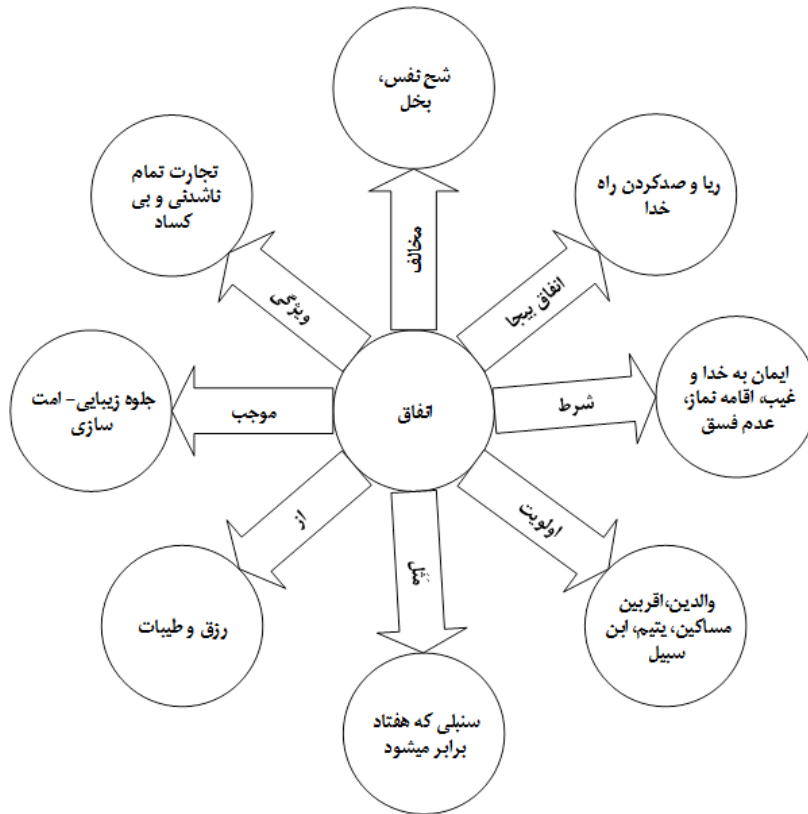 شح نفس،
بخل
مخالف
ریا و صدکردن راه
خدا
انفاق بیجا
ایمان به خدا و
غیب، اقامه نماز،
عدم فسق
شرط
والدین،اقربین
مساکین، یتیم، ابن
سبیل
اولویت
سنبلی که هفتاد
برابر میشود
مَثل
رزق و طیبات
از
جلوه زیبایی- امت
سازی
موجب
تجارت تمام
ناشدنی و بی
کساد
ویژگی
انفاق